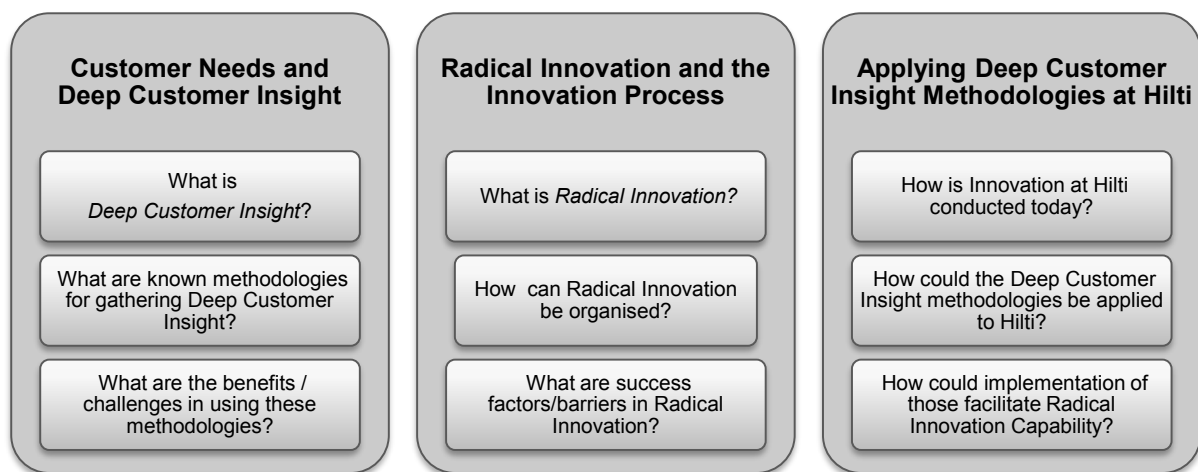 Customer Needs and
Deep Customer Insight
What is
Deep Customer Insight?
What are known methodologies
for gathering Deep Customer
Insight?
What are the benefits /
challenges in using these
methodologies?
Radical Innovation and the
Innovation Process
What is Radical Innovation?
How can Radical Innovation
be organised?
What are success
factors/barriers in Radical
Innovation?
Applying Deep Customer
Insight Methodologies at Hilti
How is Innovation at Hilti
conducted today?
How could the Deep Customer
Insight methodologies be applied
to Hilti?
How could implementation of
those facilitate Radical
Innovation Capability?